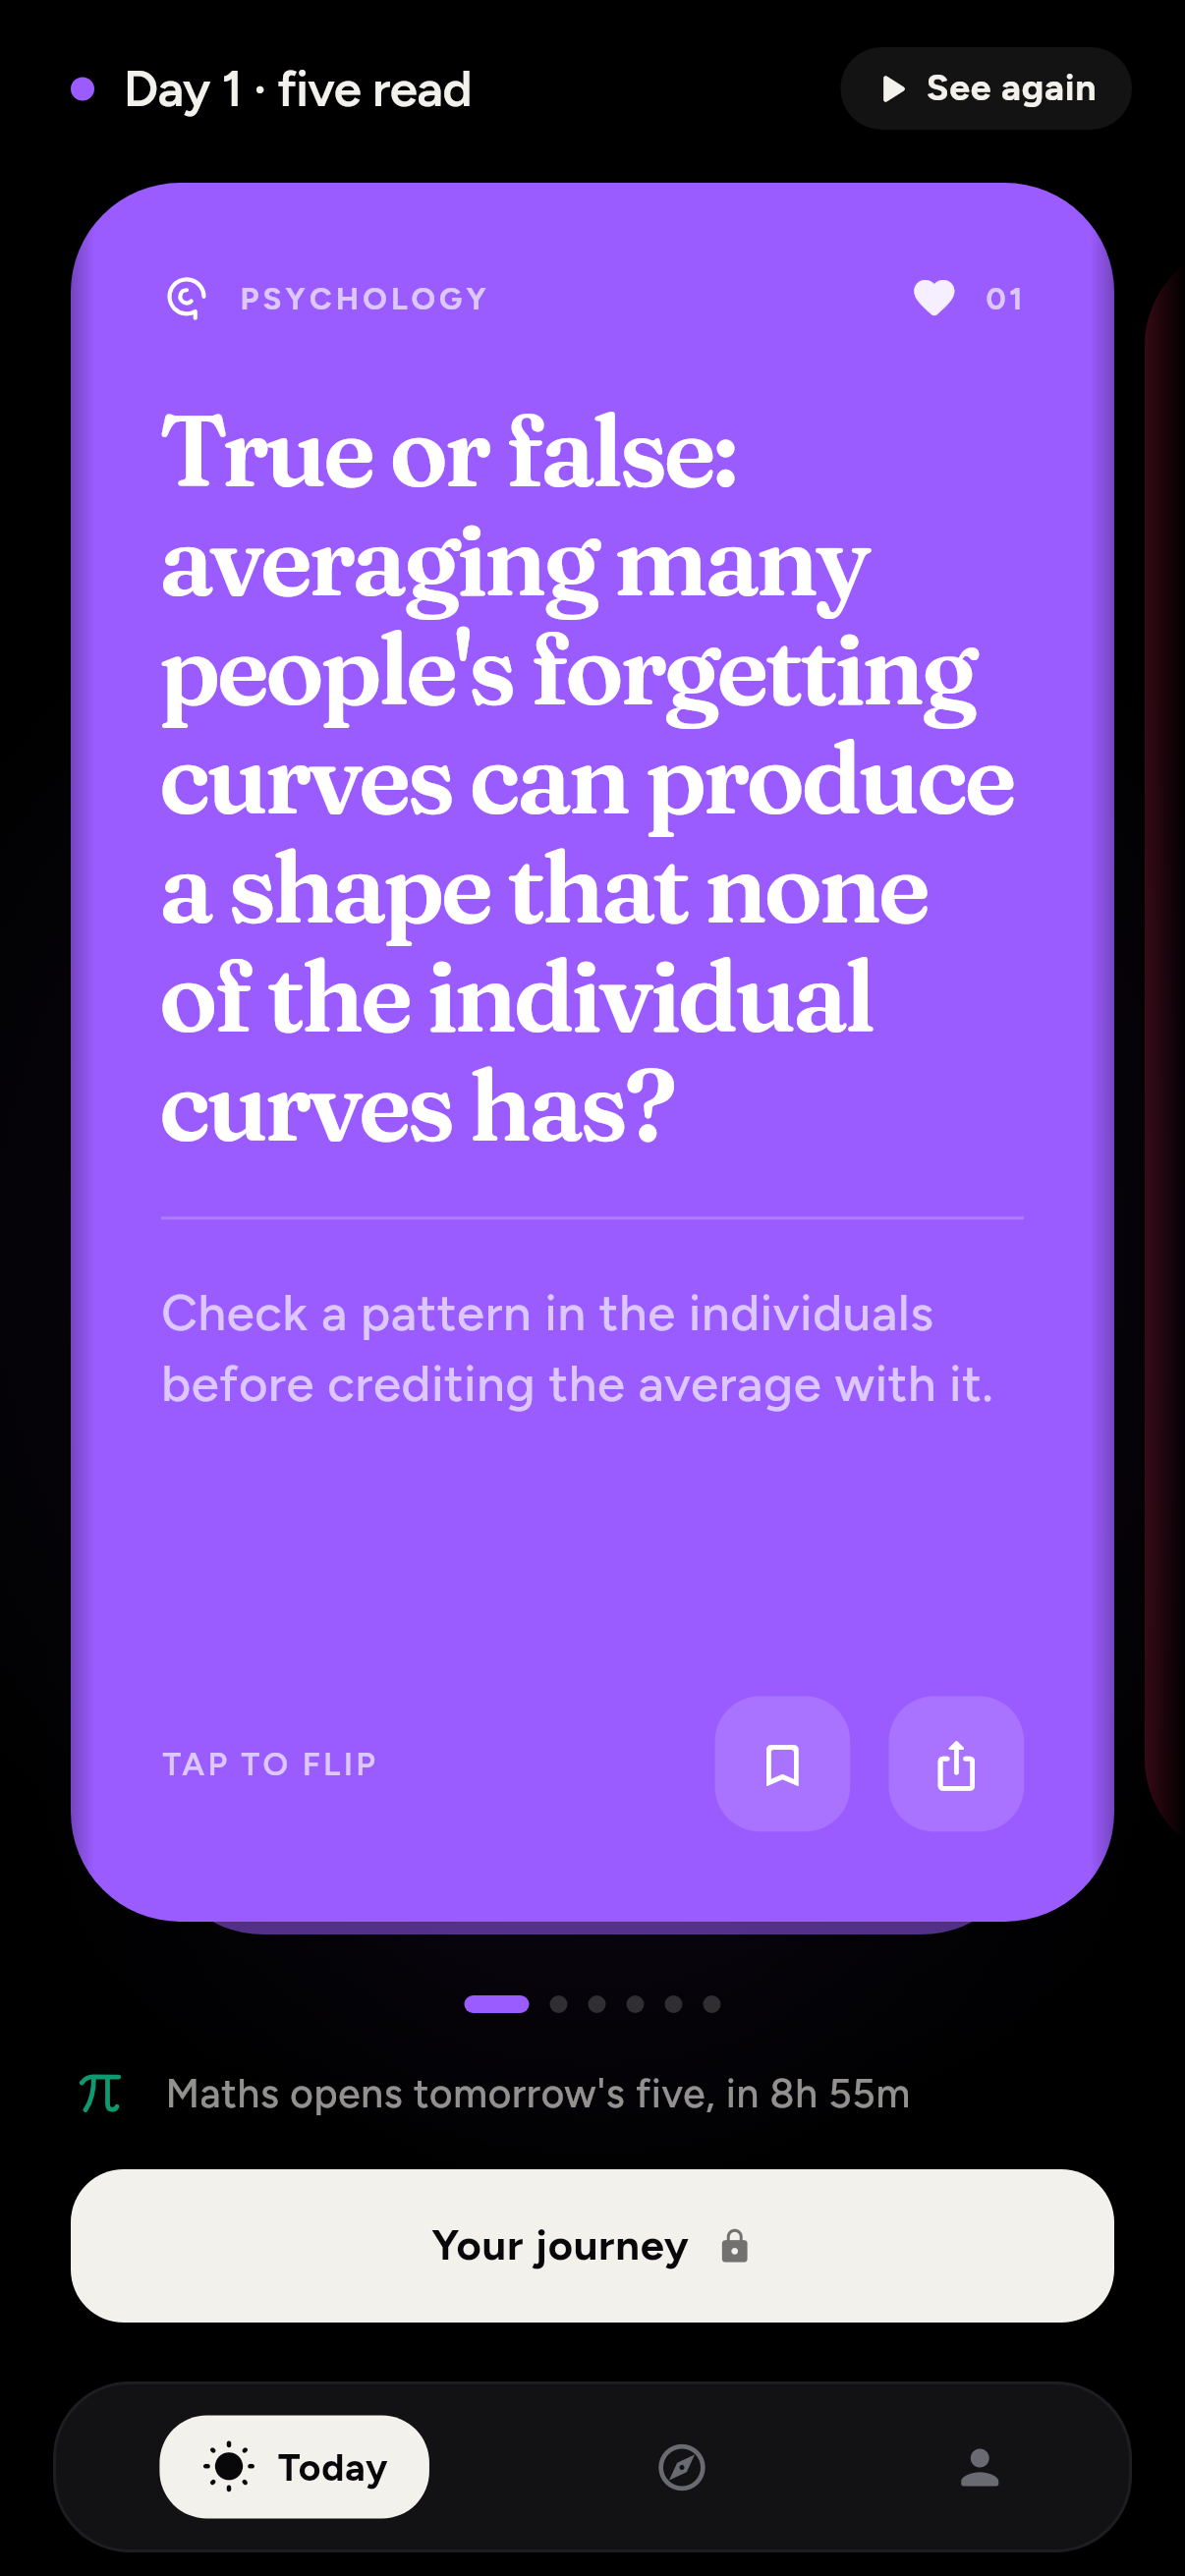 Day 1 · five read
See again
PSYCHOLOGY
01
True or false:
averaging many
people's forgetting
curves can produce
a shape that none
of the individual
curves has?
Check a pattern in the individuals
before crediting the average with it.
TAP TO FLIP
π Maths opens tomorrow's five, in 8h 55m
Your journey
Today